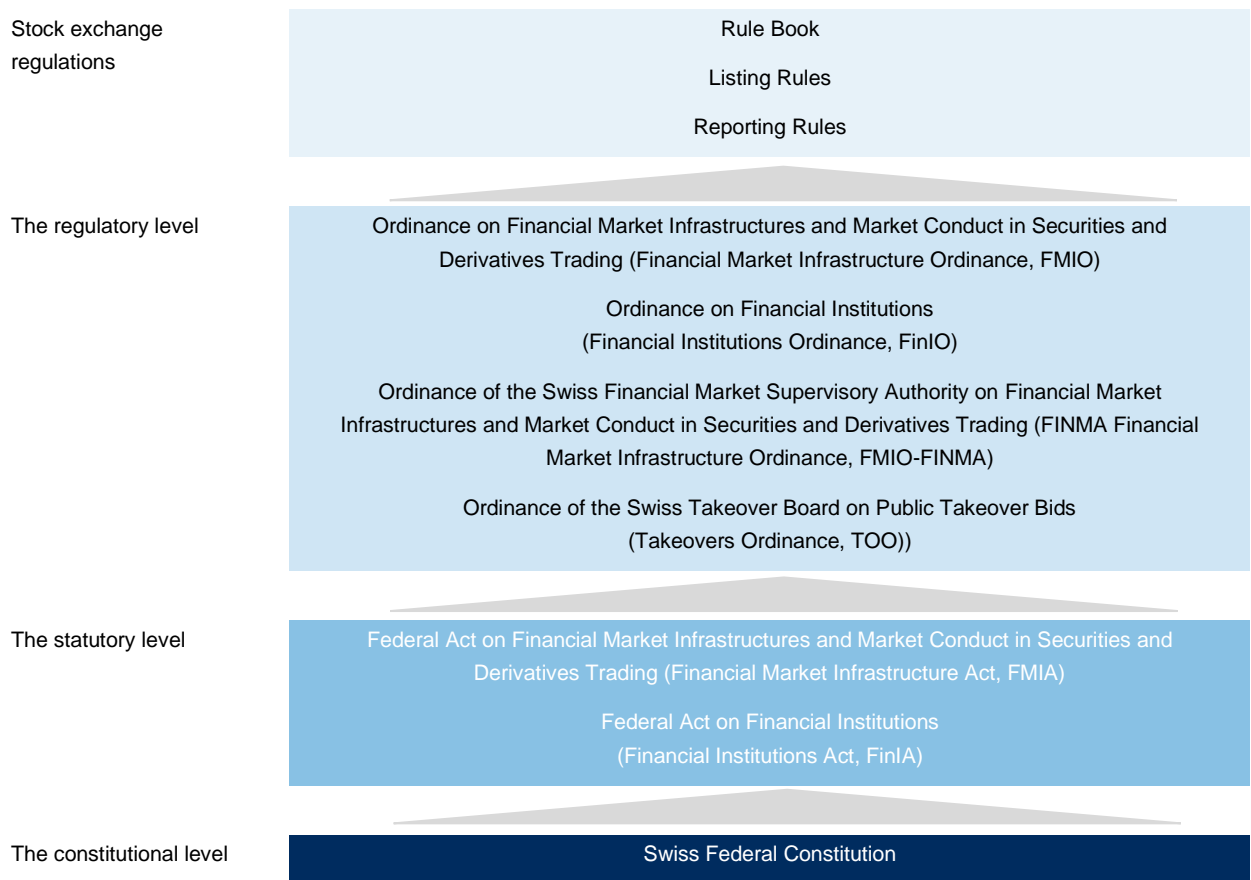 Stock exchange
regulations
Rule Book
Listing Rules
Reporting Rules
The regulatory level
Ordinance on Financial Market Infrastructures and Market Conduct in Securities and
Derivatives Trading (Financial Market Infrastructure Ordinance, FMIO)
Ordinance on Financial Institutions
(Financial Institutions Ordinance, FinIO)
Ordinance of the Swiss Financial Market Supervisory Authority on Financial Market
Infrastructures and Market Conduct in Securities and Derivatives Trading (FINMA Financial
Market Infrastructure Ordinance, FMIO-FINMA)
Ordinance of the Swiss Takeover Board on Public Takeover Bids
(Takeovers Ordinance, TOO))
The statutory level
Federal Act on Financial Market Infrastructures and Market Conduct in Securities and
Derivatives Trading (Financial Market Infrastructure Act, FMIA)
Federal Act on Financial Institutions
(Financial Institutions Act, FinIA)
The constitutional level
Swiss Federal Constitution